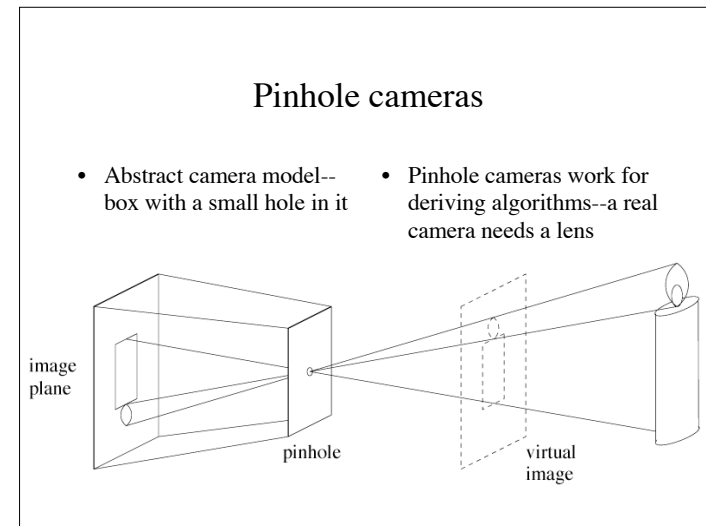 Pinhole cameras
• Abstract camera model--
box with a small hole in it
• Pinhole cameras work for
deriving algorithms--a real
camera needs a lens
image
plane
pinhole
virtual
image